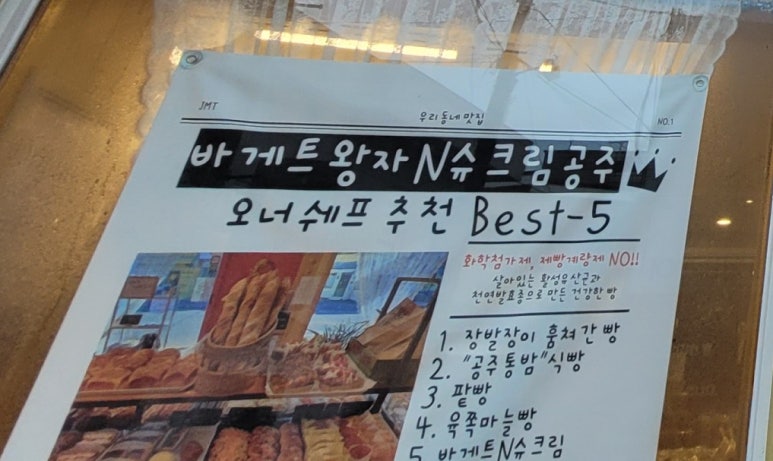 JMT
우리동네 맛집
NO.1
바게트왕자N슈크림공주
오너쉐프 추천 Best-5
화학첨가제, 제빵계량제 NO!!
살아있는 활성유산균과
천연발효종으로 만든 건강한 빵
1. 장발장이 훔쳐간 빵
2. "공주통밤"식빵
3. 팥빵
4. 육쪽마늘빵
5. 바게트N슈크림